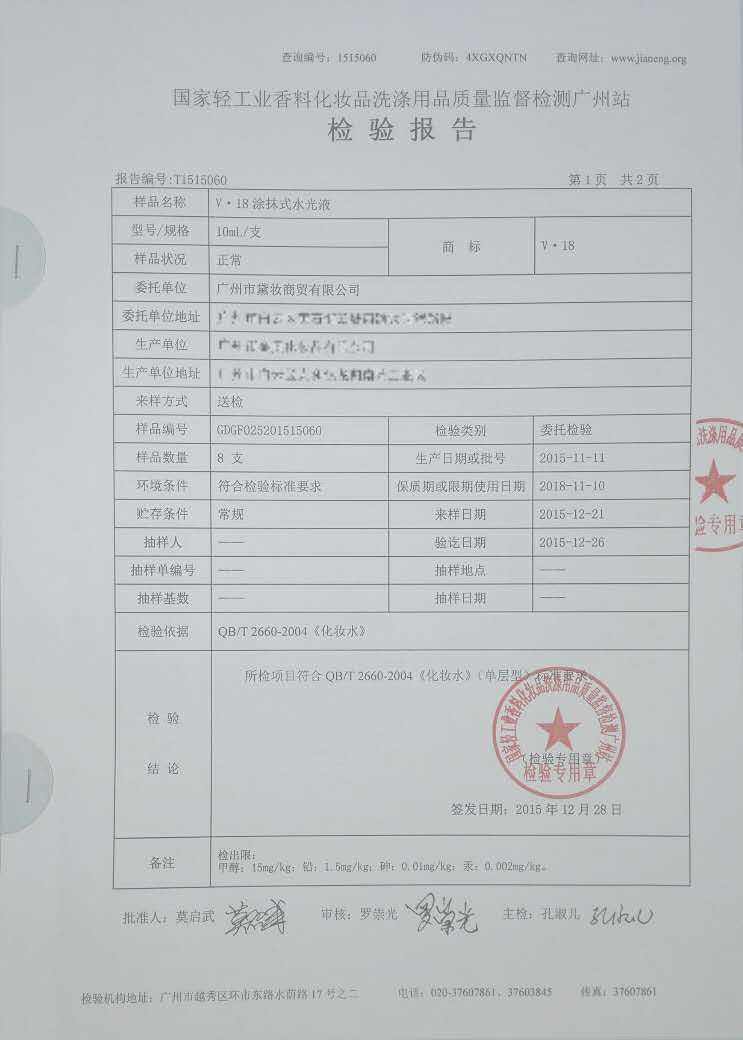 查询编号：1515060 防伪码：4XGXQNTN 查询网址：www.jianeng.org
国家轻工业香料化妆品洗涤用品质量监督检测广州站
检验报告
报告编号:T1515060 第1页 共2页
样品名称 V·18涂抹式水光液
型号/规格 10mL/支 商标 V·18
样品状况 正常
委托单位 广州市黛妆商贸有限公司
委托单位地址
生产单位
生产单位地址
来样方式 送检
样品编号 GDGF025201515060 检验类别 委托检验
样品数量 8 支 生产日期或批号 2015-11-11
环境条件 符合检验标准要求 保质期或限期使用日期 2018-11-10
贮存条件 常规 来样日期 2015-12-21
抽样人 —— 验讫日期 2015-12-26
抽样单编号 —— 抽样地点 ——
抽样基数 —— 抽样日期 ——
检验依据 QB/T 2660-2004《化妆水》
所检项目符合 QB/T 2660-2004《化妆水》（单层型）标准要求。
检验
结论
国家轻工业香料化妆品洗涤用品质量监督检测广州站
（检验专用章）
检验专用章
签发日期：2015 年 12 月 28 日
备注 检出限：
甲醇：15mg/kg；铅：1.5mg/kg；砷：0.01mg/kg；汞：0.002mg/kg。
批准人：莫启武 审核：罗崇光 主检：孔淑儿
检验机构地址：广州市越秀区环市东路水荫路 17 号之二 电话：020-37607861、37603845 传真：37607861
洗涤用品质
验专用章